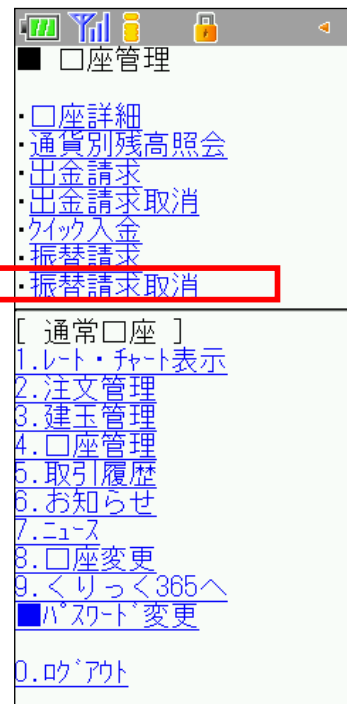 ■ 口座管理
・口座詳細
・通貨別残高照会
・出金請求
・出金請求取消
・ｸｲｯｸ入金
・振替請求
・振替請求取消
[ 通常口座 ]
1.ﾚｰﾄ・ﾁｬｰﾄ表示
2.注文管理
3.建玉管理
4.口座管理
5.取引履歴
6.お知らせ
7.ﾆｭｰｽ
8.口座変更
9.くりっく365へ
■ﾊﾟｽﾜｰﾄﾞ変更
0.ﾛｸﾞｱｳﾄ